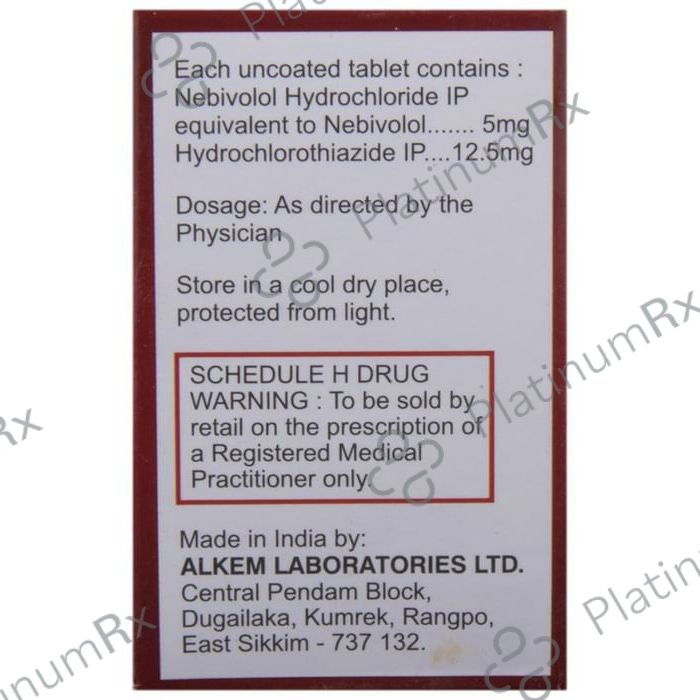 Each uncoated tablet contains :
Nebivolol Hydrochloride IP
equivalent to Nebivolol....... 5mg
Hydrochlorothiazide IP....12.5mg
Dosage: As directed by the
Physician
Store in a cool dry place,
protected from light.
SCHEDULE H DRUG
WARNING : To be sold by
retail on the prescription of
a Registered Medical
Practitioner only.
Made in India by:
ALKEM LABORATORIES LTD.
Central Pendam Block,
Dugailaka, Kumrek, Rangpo,
East Sikkim - 737 132.
PlatinumRx
PlatinumRx
PlatinumRx